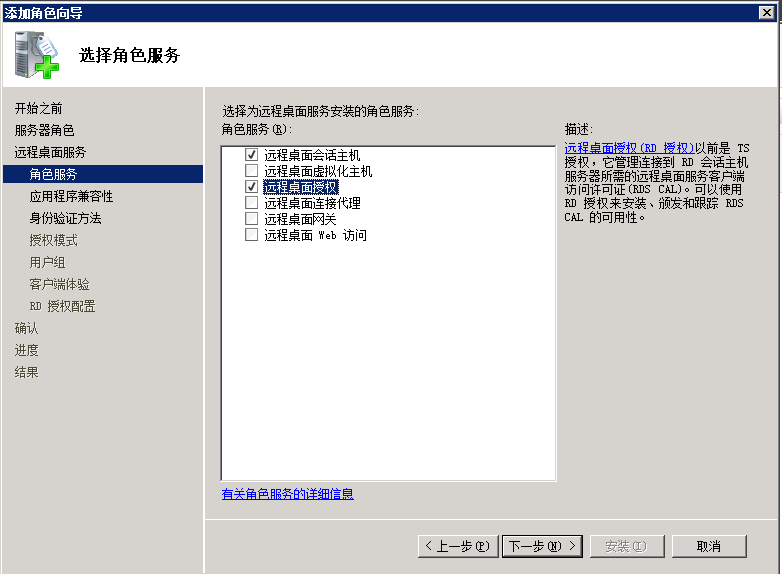 添加角色向导
选择角色服务
开始之前
服务器角色
远程桌面服务
角色服务
应用程序兼容性
身份验证方法
授权模式
用户组
客户端体验
RD 授权配置
确认
进度
结果
选择为远程桌面服务安装的角色服务:
角色服务(R):
远程桌面会话主机
远程桌面虚拟化主机
远程桌面授权
远程桌面连接代理
远程桌面网关
远程桌面 Web 访问
有关角色服务的详细信息
描述:
远程桌面授权(RD 授权)以前是 TS
授权，它管理连接到 RD 会话主机
服务器所需的远程桌面服务客户端
访问许可证(RDS CAL)。可以使用
RD 授权来安装、颁发和跟踪 RDS
CAL 的可用性。
< 上一步(P)
下一步(N) >
安装(I)
取消